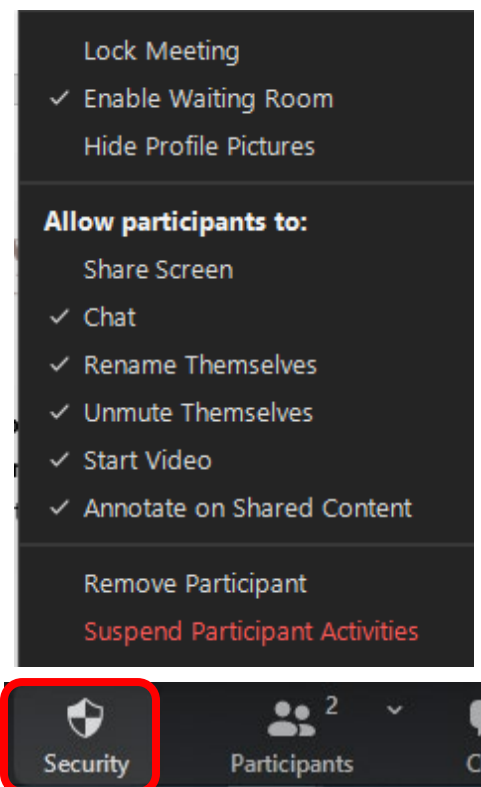 Lock Meeting
✓ Enable Waiting Room
Hide Profile Pictures
Allow participants to:
Share Screen
✓ Chat
✓ Rename Themselves
✓ Unmute Themselves
✓ Start Video
✓ Annotate on Shared Content
Remove Participant
Suspend Participant Activities
2
Security Participants